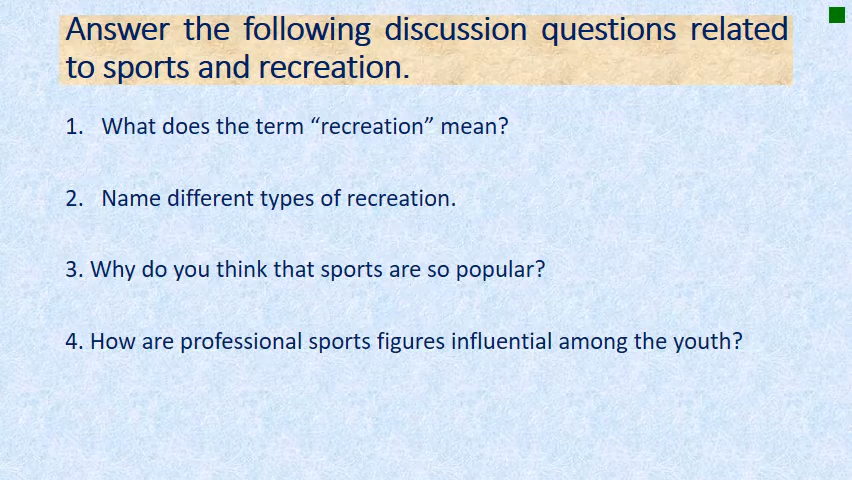 Answer the following discussion questions related
to sports and recreation.
1. What does the term “recreation” mean?
2. Name different types of recreation.
3. Why do you think that sports are so popular?
4. How are professional sports figures influential among the youth?